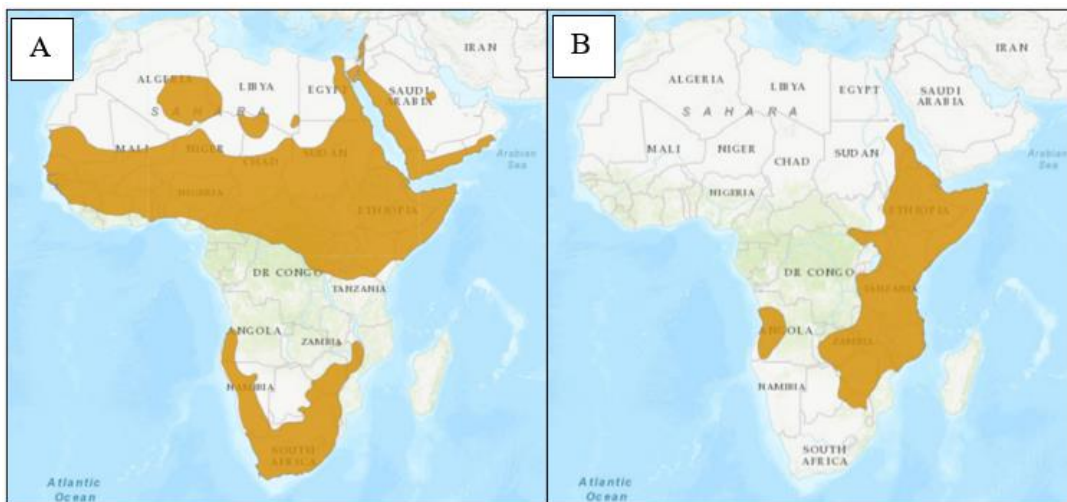 A
IRAN
ALGERIA
LIBYA
EGYPT
SAUDI
ARABIA
SAHARA
MALI
NIGER
CHAD
SUDAN
Arabian
Sea
NIGERIA
ETHIOPIA
DR CONGO
TANZANIA
ANGOLA
ZAMBIA
NAMIBIA
SOUTH
AFRICA
Atlantic
Ocean
B
IRAN
ALGERIA
LIBYA
EGYPT
SAUDI
ARABIA
SAHARA
MALI
NIGER
CHAD
SUDAN
Arabian
Sea
NIGERIA
ETHIOPIA
DR CONGO
TANZANIA
ANGOLA
ZAMBIA
NAMIBIA
SOUTH
AFRICA
Atlantic
Ocean